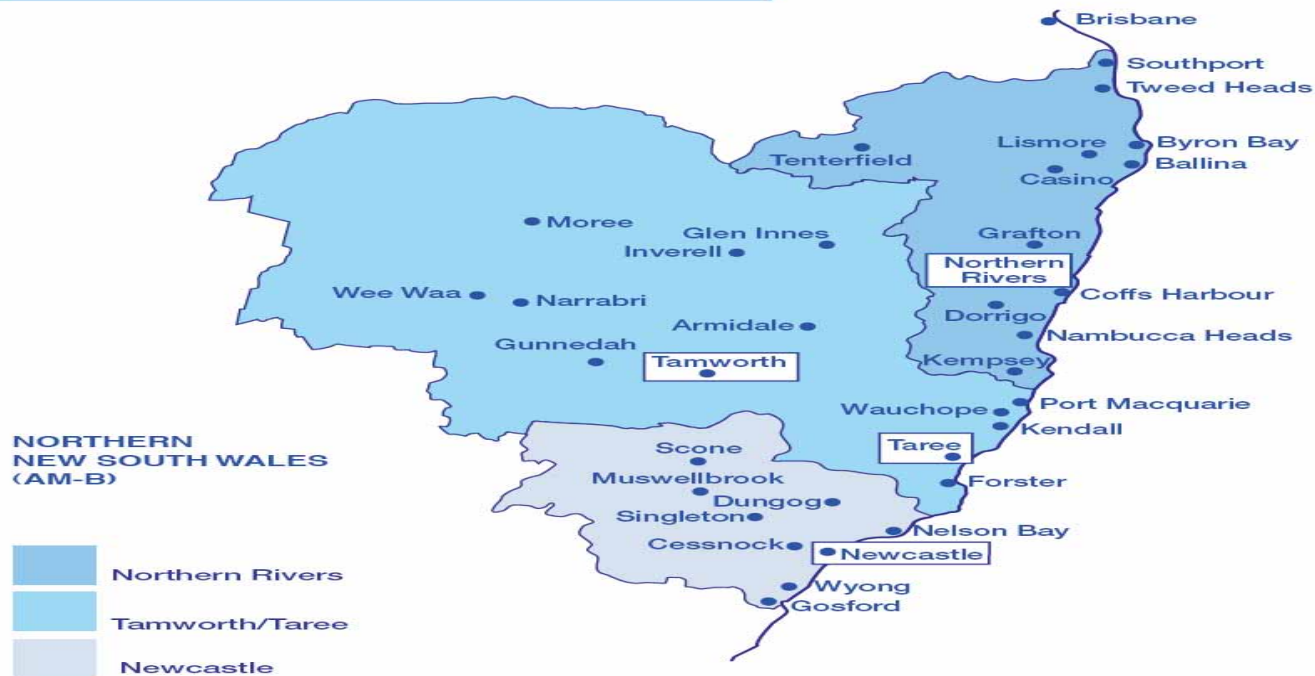 Brisbane
Southport
Tweed Heads
Lismore
Byron Bay
Tenterfield
Ballina
Casino
Moree
Glen Innes
Grafton
Inverell
Northern
Rivers
Wee Waa
Narrabri
Coffs Harbour
Dorrigo
Armidale
Nambucca Heads
Gunnedah
Tamworth
Kempsey
Wauchope
Port Macquarie
Kendall
NORTHERN
NEW SOUTH WALES
(AM-B)
Scone
Taree
Muswellbrook
Forster
Dungog
Singleton
Nelson Bay
Cessnock
Newcastle
Wyong
Gosford
Northern Rivers
Tamworth/Taree
Newcastle